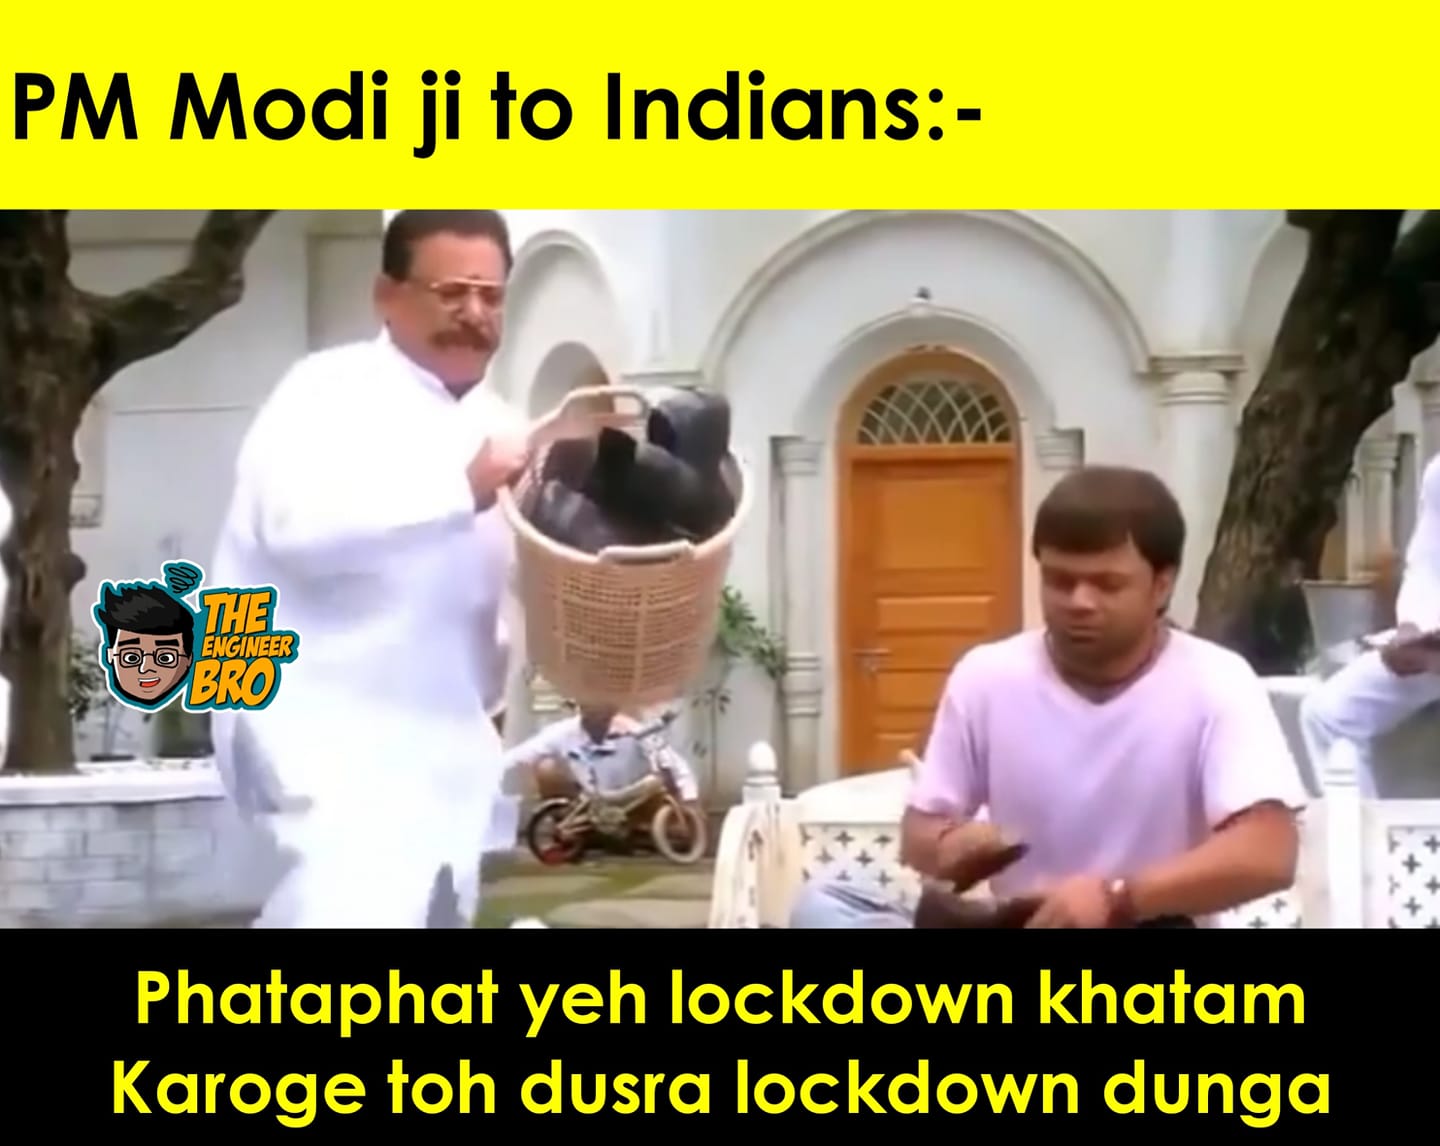 PM Modi ji to Indians:-
THE
ENGINEER
BRO
Phataphat yeh lockdown khatam
Karoge toh dusra lockdown dunga